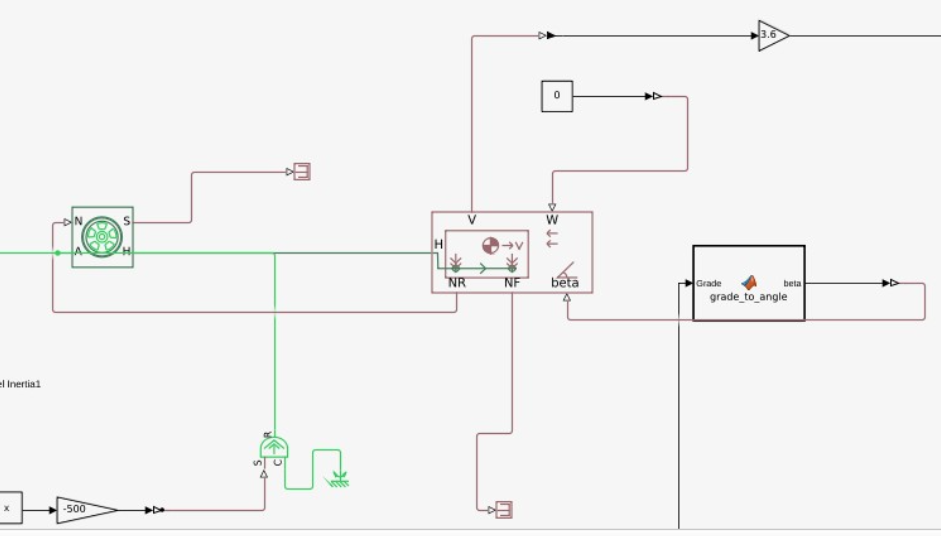 3.6
0
N
S
A
H
V
W
H
→V
NR
NF
beta
Grade
beta
grade_to_angle
el Inertia1
R
S
C
x
-500